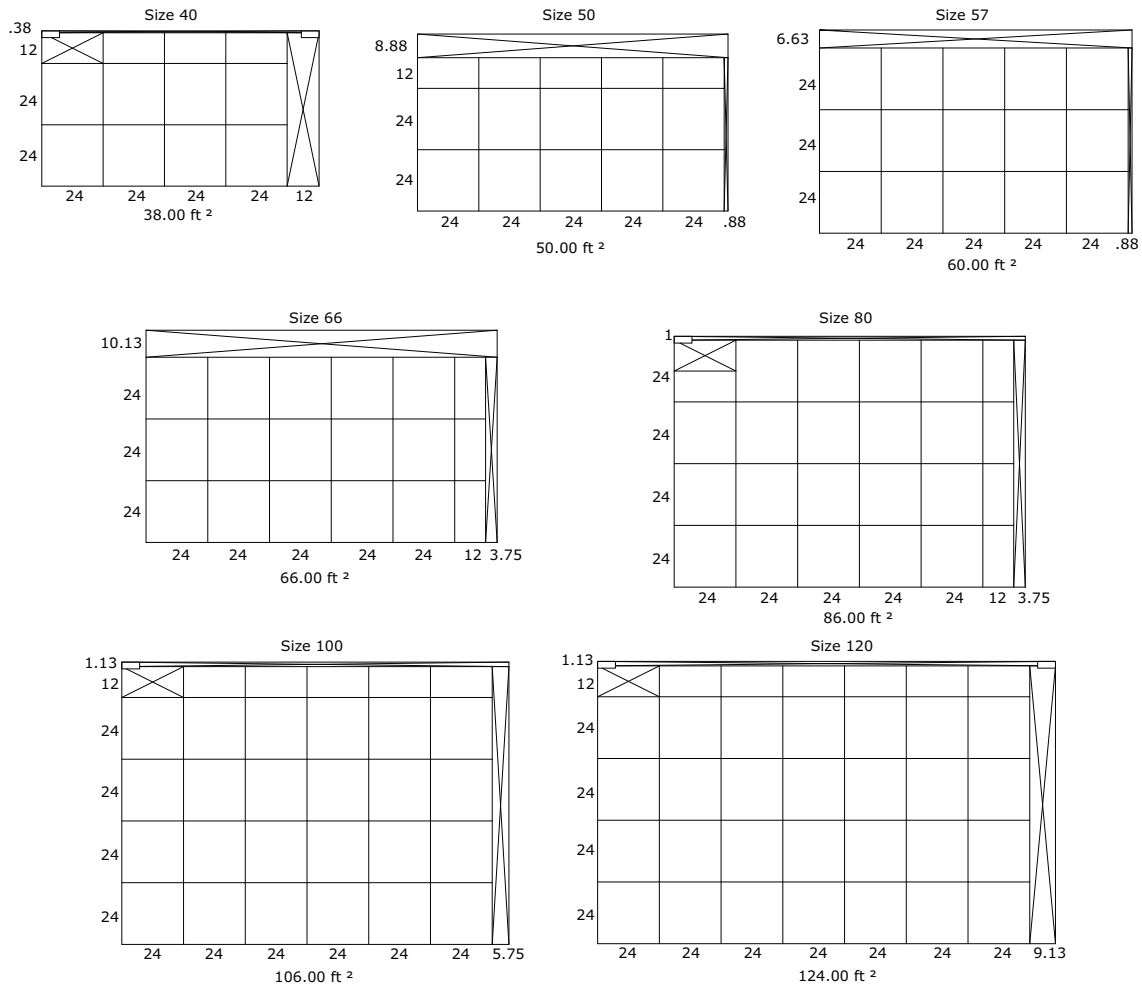 Size 40
.38
12
24
24
24 24 24 24 12
38.00 ft ²
Size 50
8.88
12
24
24
24 24 24 24 24 .88
50.00 ft ²
Size 57
6.63
24
24
24
24 24 24 24 24 .88
60.00 ft ²
Size 66
10.13
24
24
24
24 24 24 24 24 12 3.75
66.00 ft ²
Size 80
1
24
24
24
24
24 24 24 24 24 12 3.75
86.00 ft ²
Size 100
1.13
12
24
24
24
24
24 24 24 24 24 24 5.75
106.00 ft ²
Size 120
1.13
12
24
24
24
24
24 24 24 24 24 24 24 9.13
124.00 ft ²